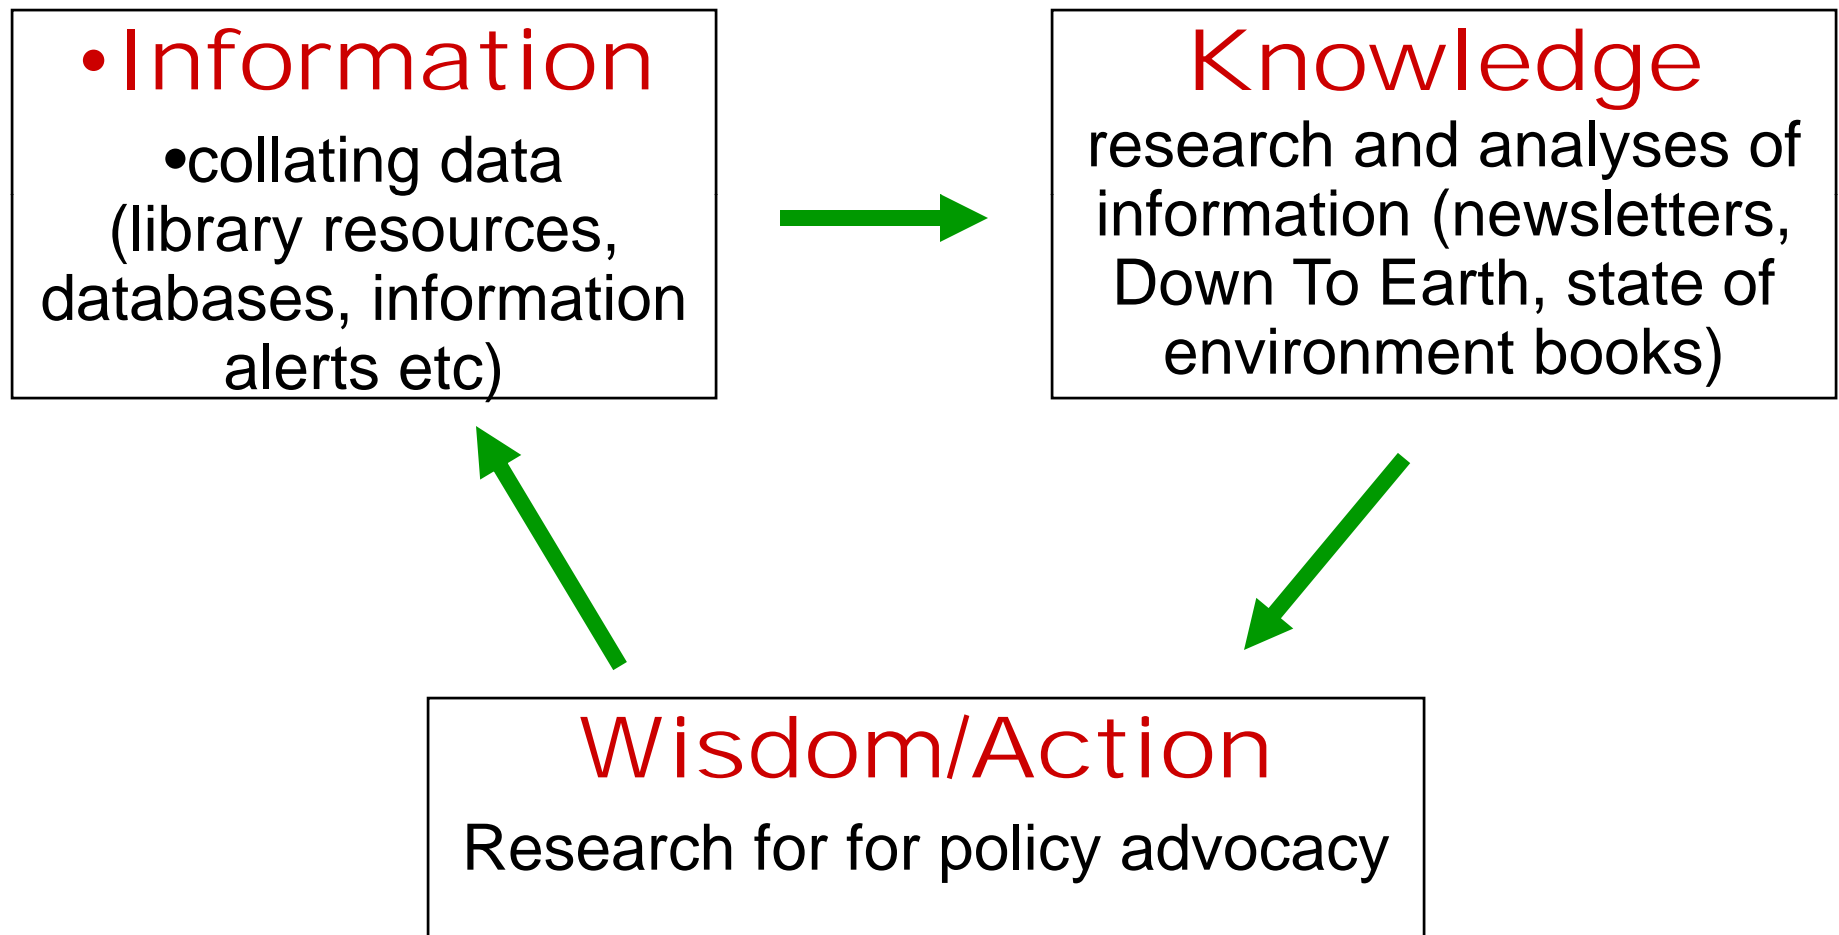 •Information
•collating data
(library resources,
databases, information
alerts etc)
Knowledge
research and analyses of
information (newsletters,
Down To Earth, state of
environment books)
Wisdom/Action
Research for for policy advocacy